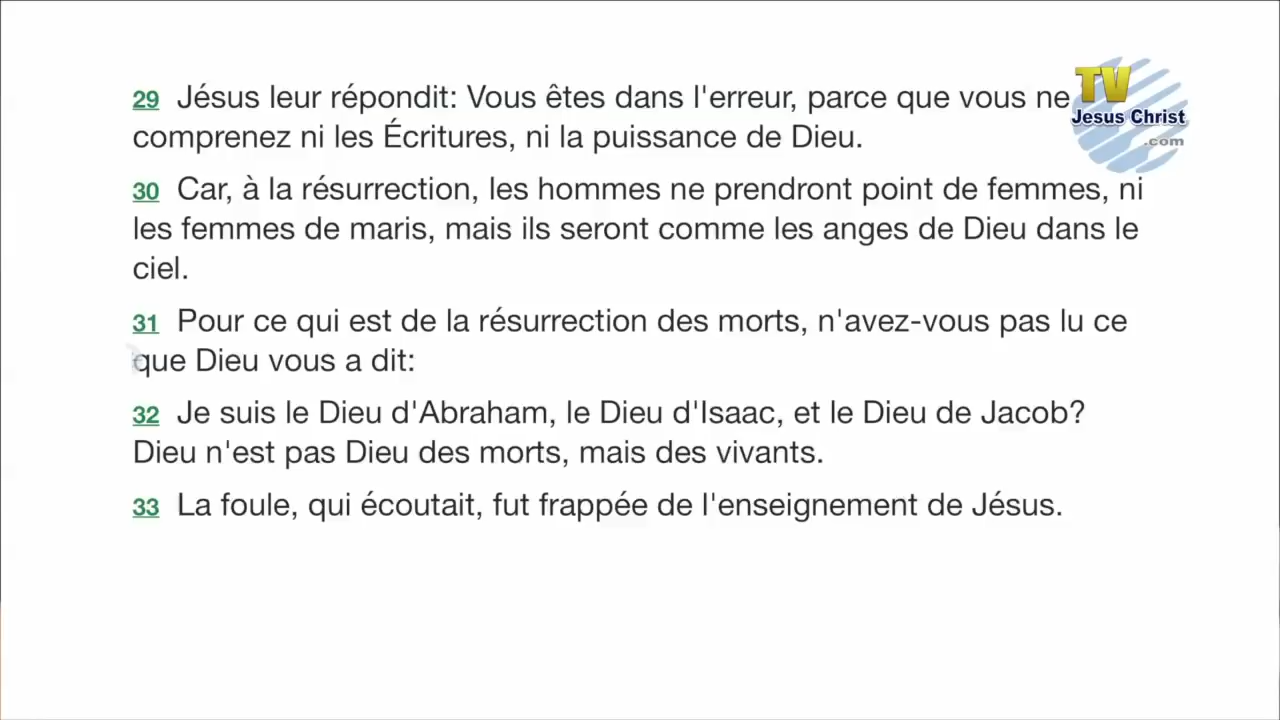 29 Jésus leur répondit: Vous êtes dans l'erreur, parce que vous ne
comprenez ni les Écritures, ni la puissance de Dieu.
30 Car, à la résurrection, les hommes ne prendront point de femmes, ni
les femmes de maris, mais ils seront comme les anges de Dieu dans le
ciel.
31 Pour ce qui est de la résurrection des morts, n'avez-vous pas lu ce
que Dieu vous a dit:
32 Je suis le Dieu d'Abraham, le Dieu d'Isaac, et le Dieu de Jacob?
Dieu n'est pas Dieu des morts, mais des vivants.
33 La foule, qui écoutait, fut frappée de l'enseignement de Jésus.
TV
Jesus Christ
.com